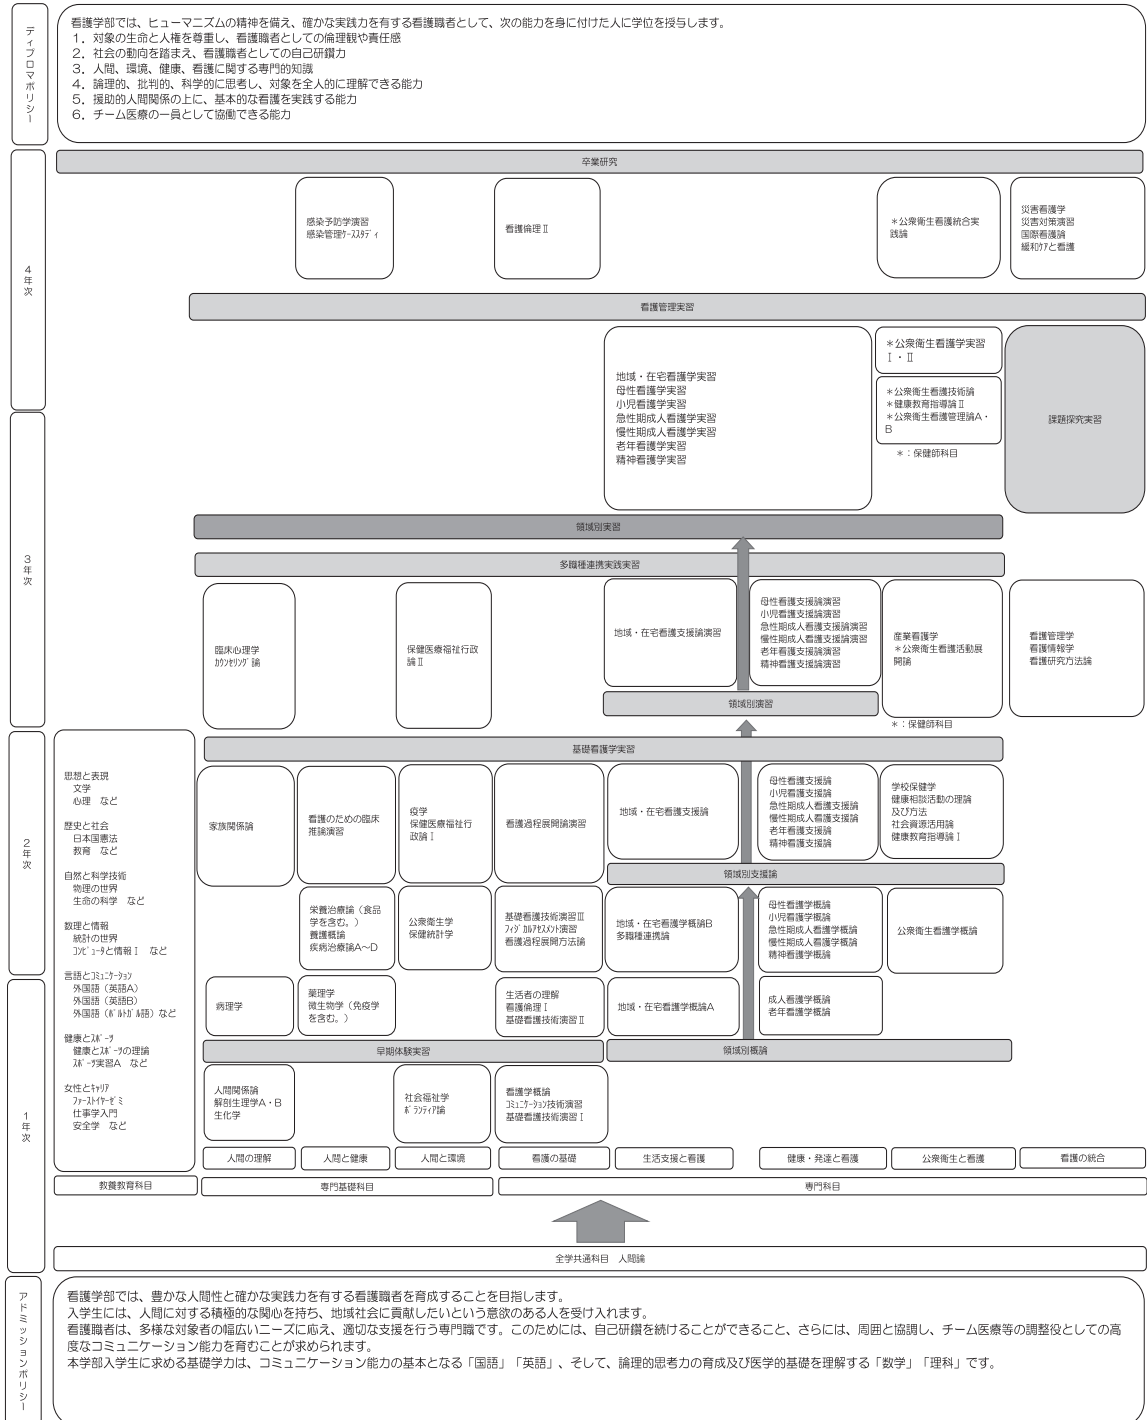 ディプロマポリシー
看護学部では、ヒューマニズムの精神を備え、確かな実践力を有する看護職者として、次の能力を身に付けた人に学位を授与します。
1．対象の生命と人権を尊重し、看護職者としての倫理観や責任感
2．社会の動向を踏まえ、看護職者としての自己研鑽力
3．人間、環境、健康、看護に関する専門的知識
4．論理的、批判的、科学的に思考し、対象を全人的に理解できる能力
5．援助的人間関係の上に、基本的な看護を実践する能力
6．チーム医療の一員として協働できる能力
4年次
卒業研究
感染予防学演習
感染管理ｹｰｽｽﾀﾃﾞｨ
看護倫理Ⅱ
＊公衆衛生看護統合実
践論
災害看護学
災害対策演習
国際看護論
緩和ｹｱと看護
看護管理実習
地域・在宅看護学実習
母性看護学実習
小児看護学実習
急性期成人看護学実習
慢性期成人看護学実習
老年看護学実習
精神看護学実習
＊公衆衛生看護学実習
Ⅰ・Ⅱ
＊公衆衛生看護技術論
＊健康教育指導論Ⅱ
＊公衆衛生看護管理論A・
B
＊：保健師科目
課題探究実習
3年次
領域別実習
多職種連携実践実習
臨床心理学
ｶｳﾝｾﾘﾝｸﾞ論
保健医療福祉行政
論Ⅱ
地域・在宅看護支援論演習
母性看護支援論演習
小児看護支援論演習
急性期成人看護支援論演習
慢性期成人看護支援論演習
老年看護支援論演習
精神看護支援論演習
産業看護学
＊公衆衛生看護活動展
開論
看護管理学
看護情報学
看護研究方法論
領域別演習
＊：保健師科目
2年次
基礎看護学実習
思想と表現
文学
心理　など
歴史と社会
日本国憲法
教育　など
自然と科学技術
物理の世界
生命の科学　など
数理と情報
統計の世界
ｺﾝﾋﾟｭｰﾀと情報Ⅰ　など
言語とｺﾐｭﾆｹｰｼｮﾝ
外国語（英語A）
外国語（英語B）
外国語（ﾎﾟﾙﾄｶﾞﾙ語）など
健康とｽﾎﾟｰﾂ
健康とｽﾎﾟｰﾂの理論
ｽﾎﾟｰﾂ実習A　など
女性とｷｬﾘｱ
ﾌｧｰｽﾄｲﾔｰｾﾞﾐ
仕事学入門
安全学　など
家族関係論
看護のための臨床
推論演習
疫学
保健医療福祉行
政論Ⅰ
看護過程展開論演習
地域・在宅看護支援論
母性看護支援論
小児看護支援論
急性期成人看護支援論
慢性期成人看護支援論
老年看護支援論
精神看護支援論
学校保健学
健康相談活動の理論
及び方法
社会資源活用論
健康教育指導論Ⅰ
領域別支援論
栄養治療論（食品
学を含む。）
養護概論
疾病治療論A～D
公衆衛生学
保健統計学
基礎看護技術演習Ⅲ
ﾌｨｼﾞｶﾙｱｾｽﾒﾝﾄ演習
看護過程展開方法論
地域・在宅看護学概論B
多職種連携論
母性看護学概論
小児看護学概論
急性期成人看護学概論
慢性期成人看護学概論
精神看護学概論
公衆衛生看護学概論
1年次
病理学
薬理学
微生物学（免疫学
を含む。）
生活者の理解
看護倫理Ⅰ
基礎看護技術演習Ⅱ
地域・在宅看護学概論A
成人看護学概論
老年看護学概論
早期体験実習
領域別概論
人間関係論
解剖生理学A・B
生化学
社会福祉学
ﾎﾞﾗﾝﾃｨｱ論
看護学概論
ｺﾐｭﾆｹｰｼｮﾝ技術演習
基礎看護技術演習Ⅰ
人間の理解
人間と健康
人間と環境
看護の基礎
生活支援と看護
健康・発達と看護
公衆衛生と看護
看護の統合
教養教育科目
専門基礎科目
専門科目
全学共通科目　人間論
アドミッションポリシー
看護学部では、豊かな人間性と確かな実践力を有する看護職者を育成することを目指します。
入学生には、人間に対する積極的な関心を持ち、地域社会に貢献したいという意欲のある人を受け入れます。
看護職者は、多様な対象者の幅広いニーズに応え、適切な支援を行う専門職です。このためには、自己研鑽を続けることができること、さらには、周囲と協調し、チーム医療等の調整役としての高
度なコミュニケーション能力を育むことが求められます。
本学部入学生に求める基礎学力は、コミュニケーション能力の基本となる「国語」「英語」、そして、論理的思考力の育成及び医学的基礎を理解する「数学」「理科」です。